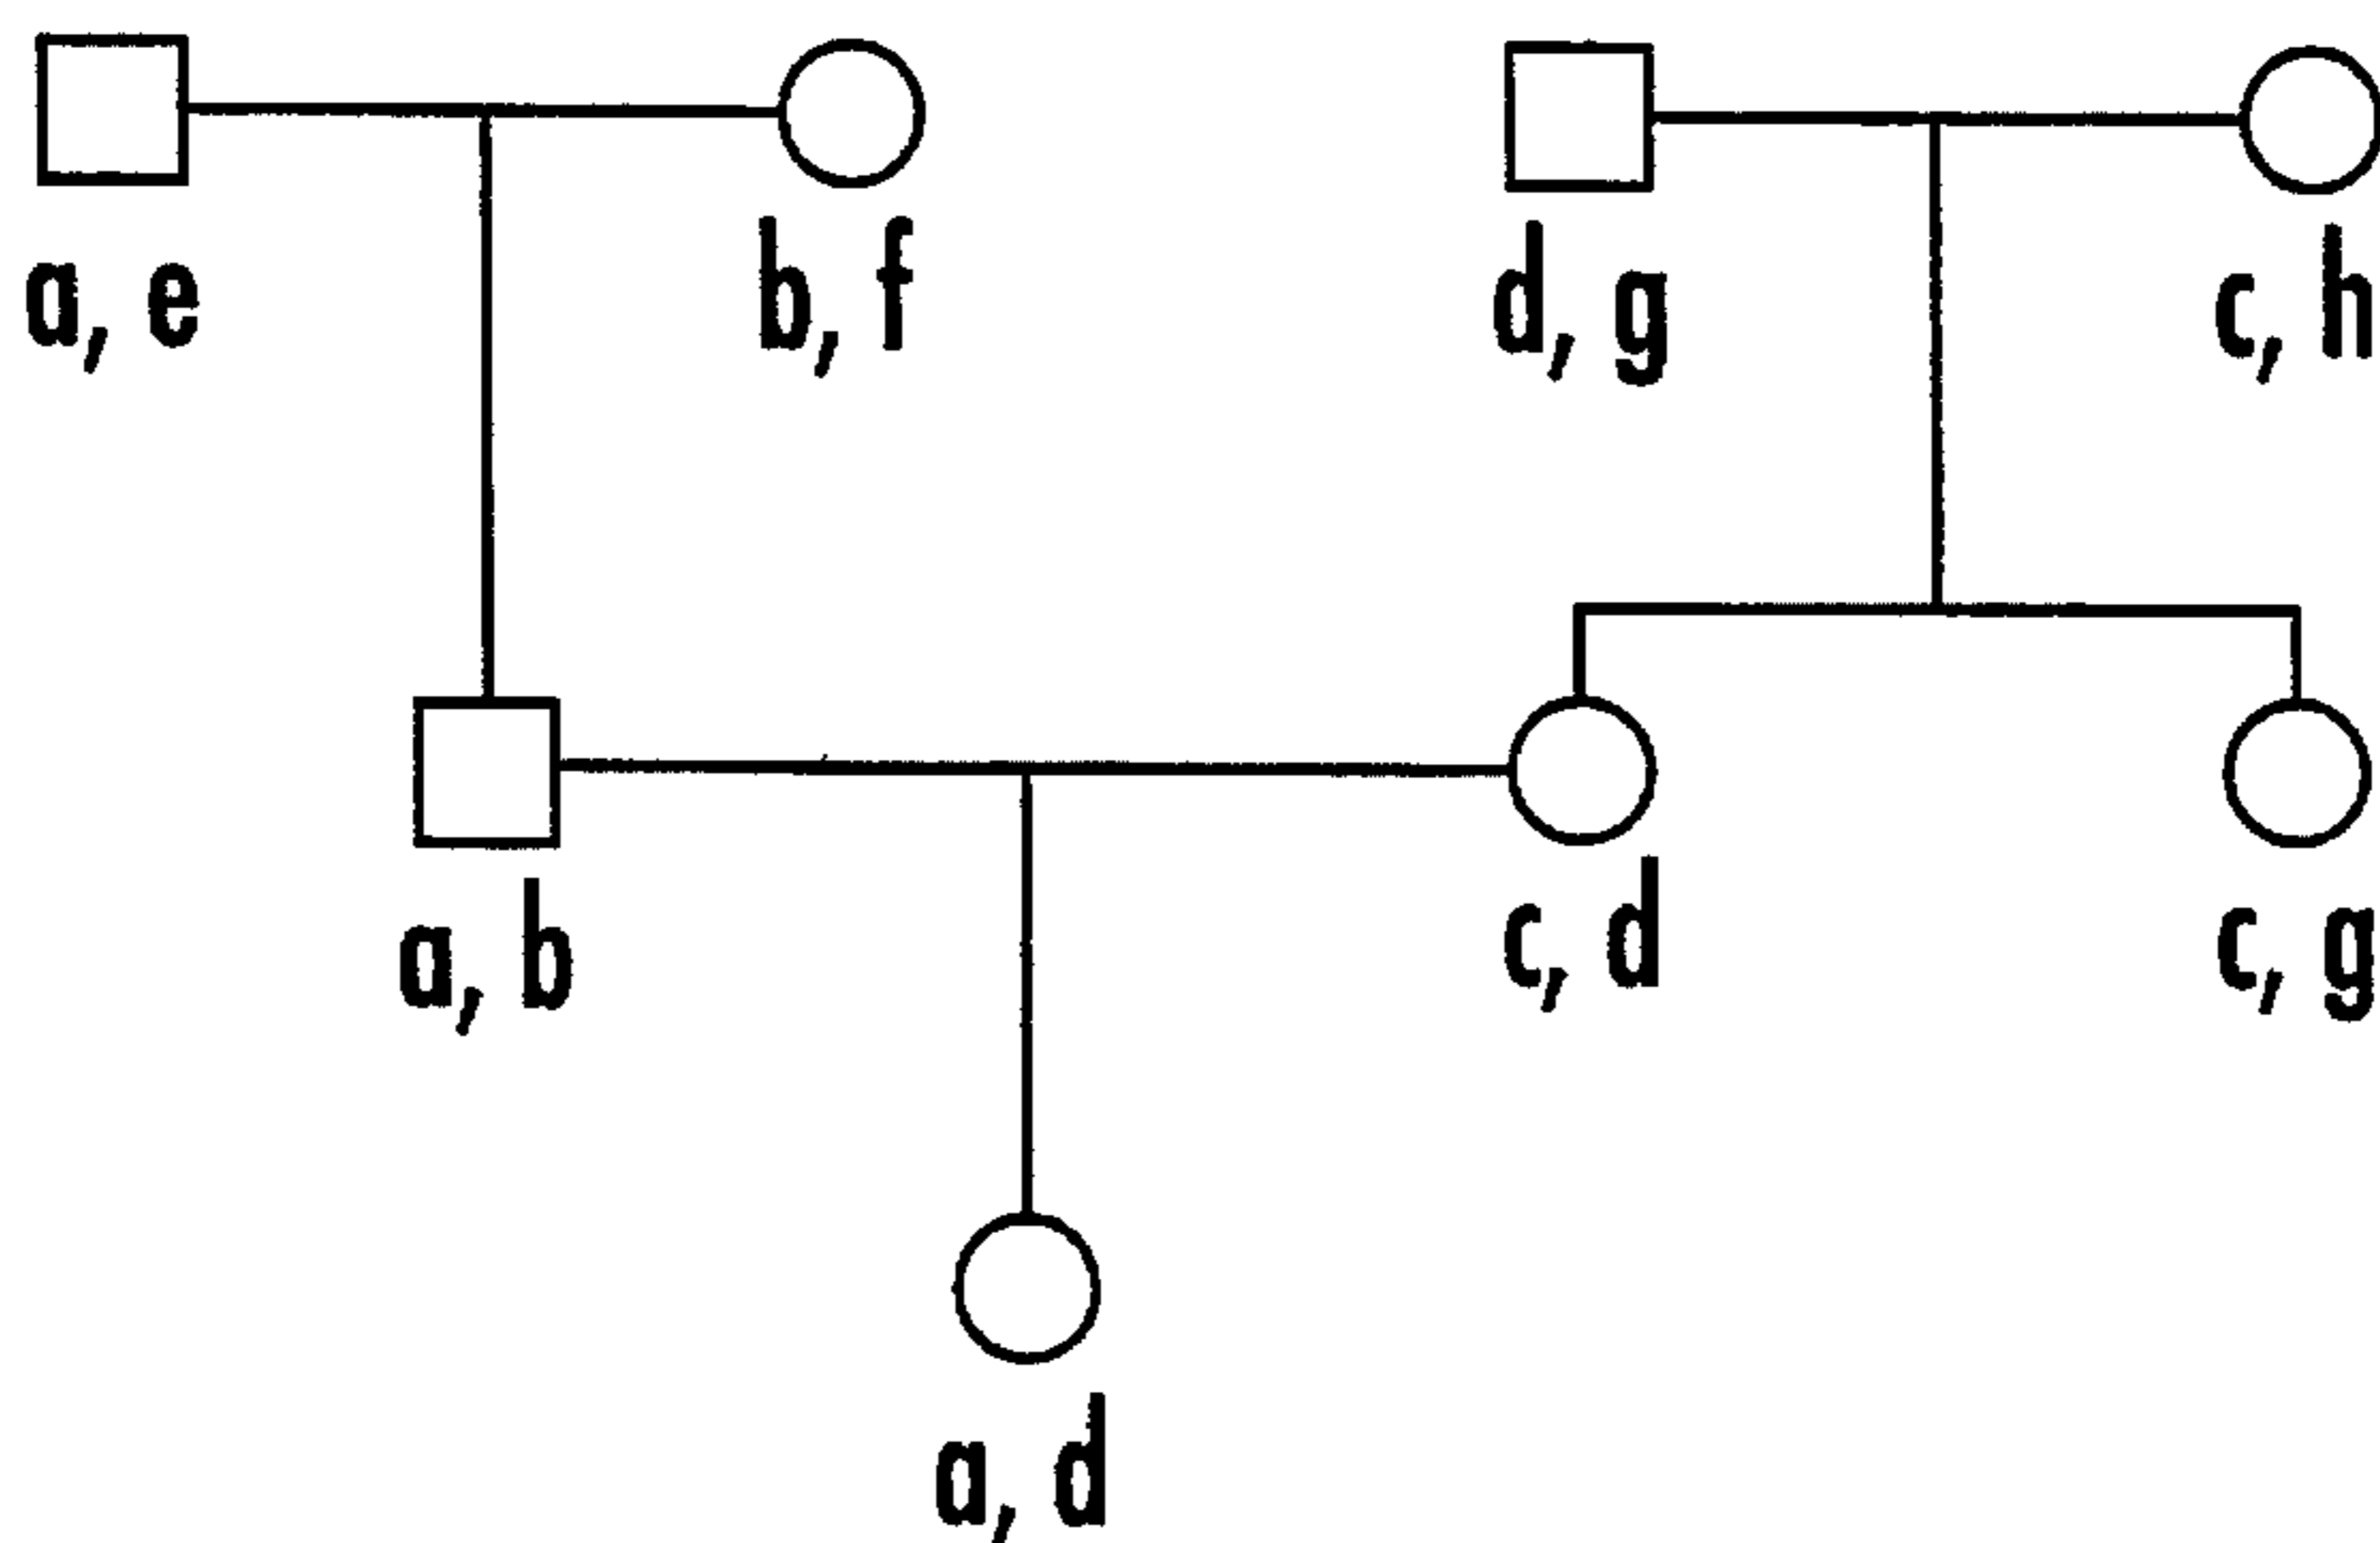 a, e
b, f
d, g
c, h
a, b
c, d
c, g
a, d